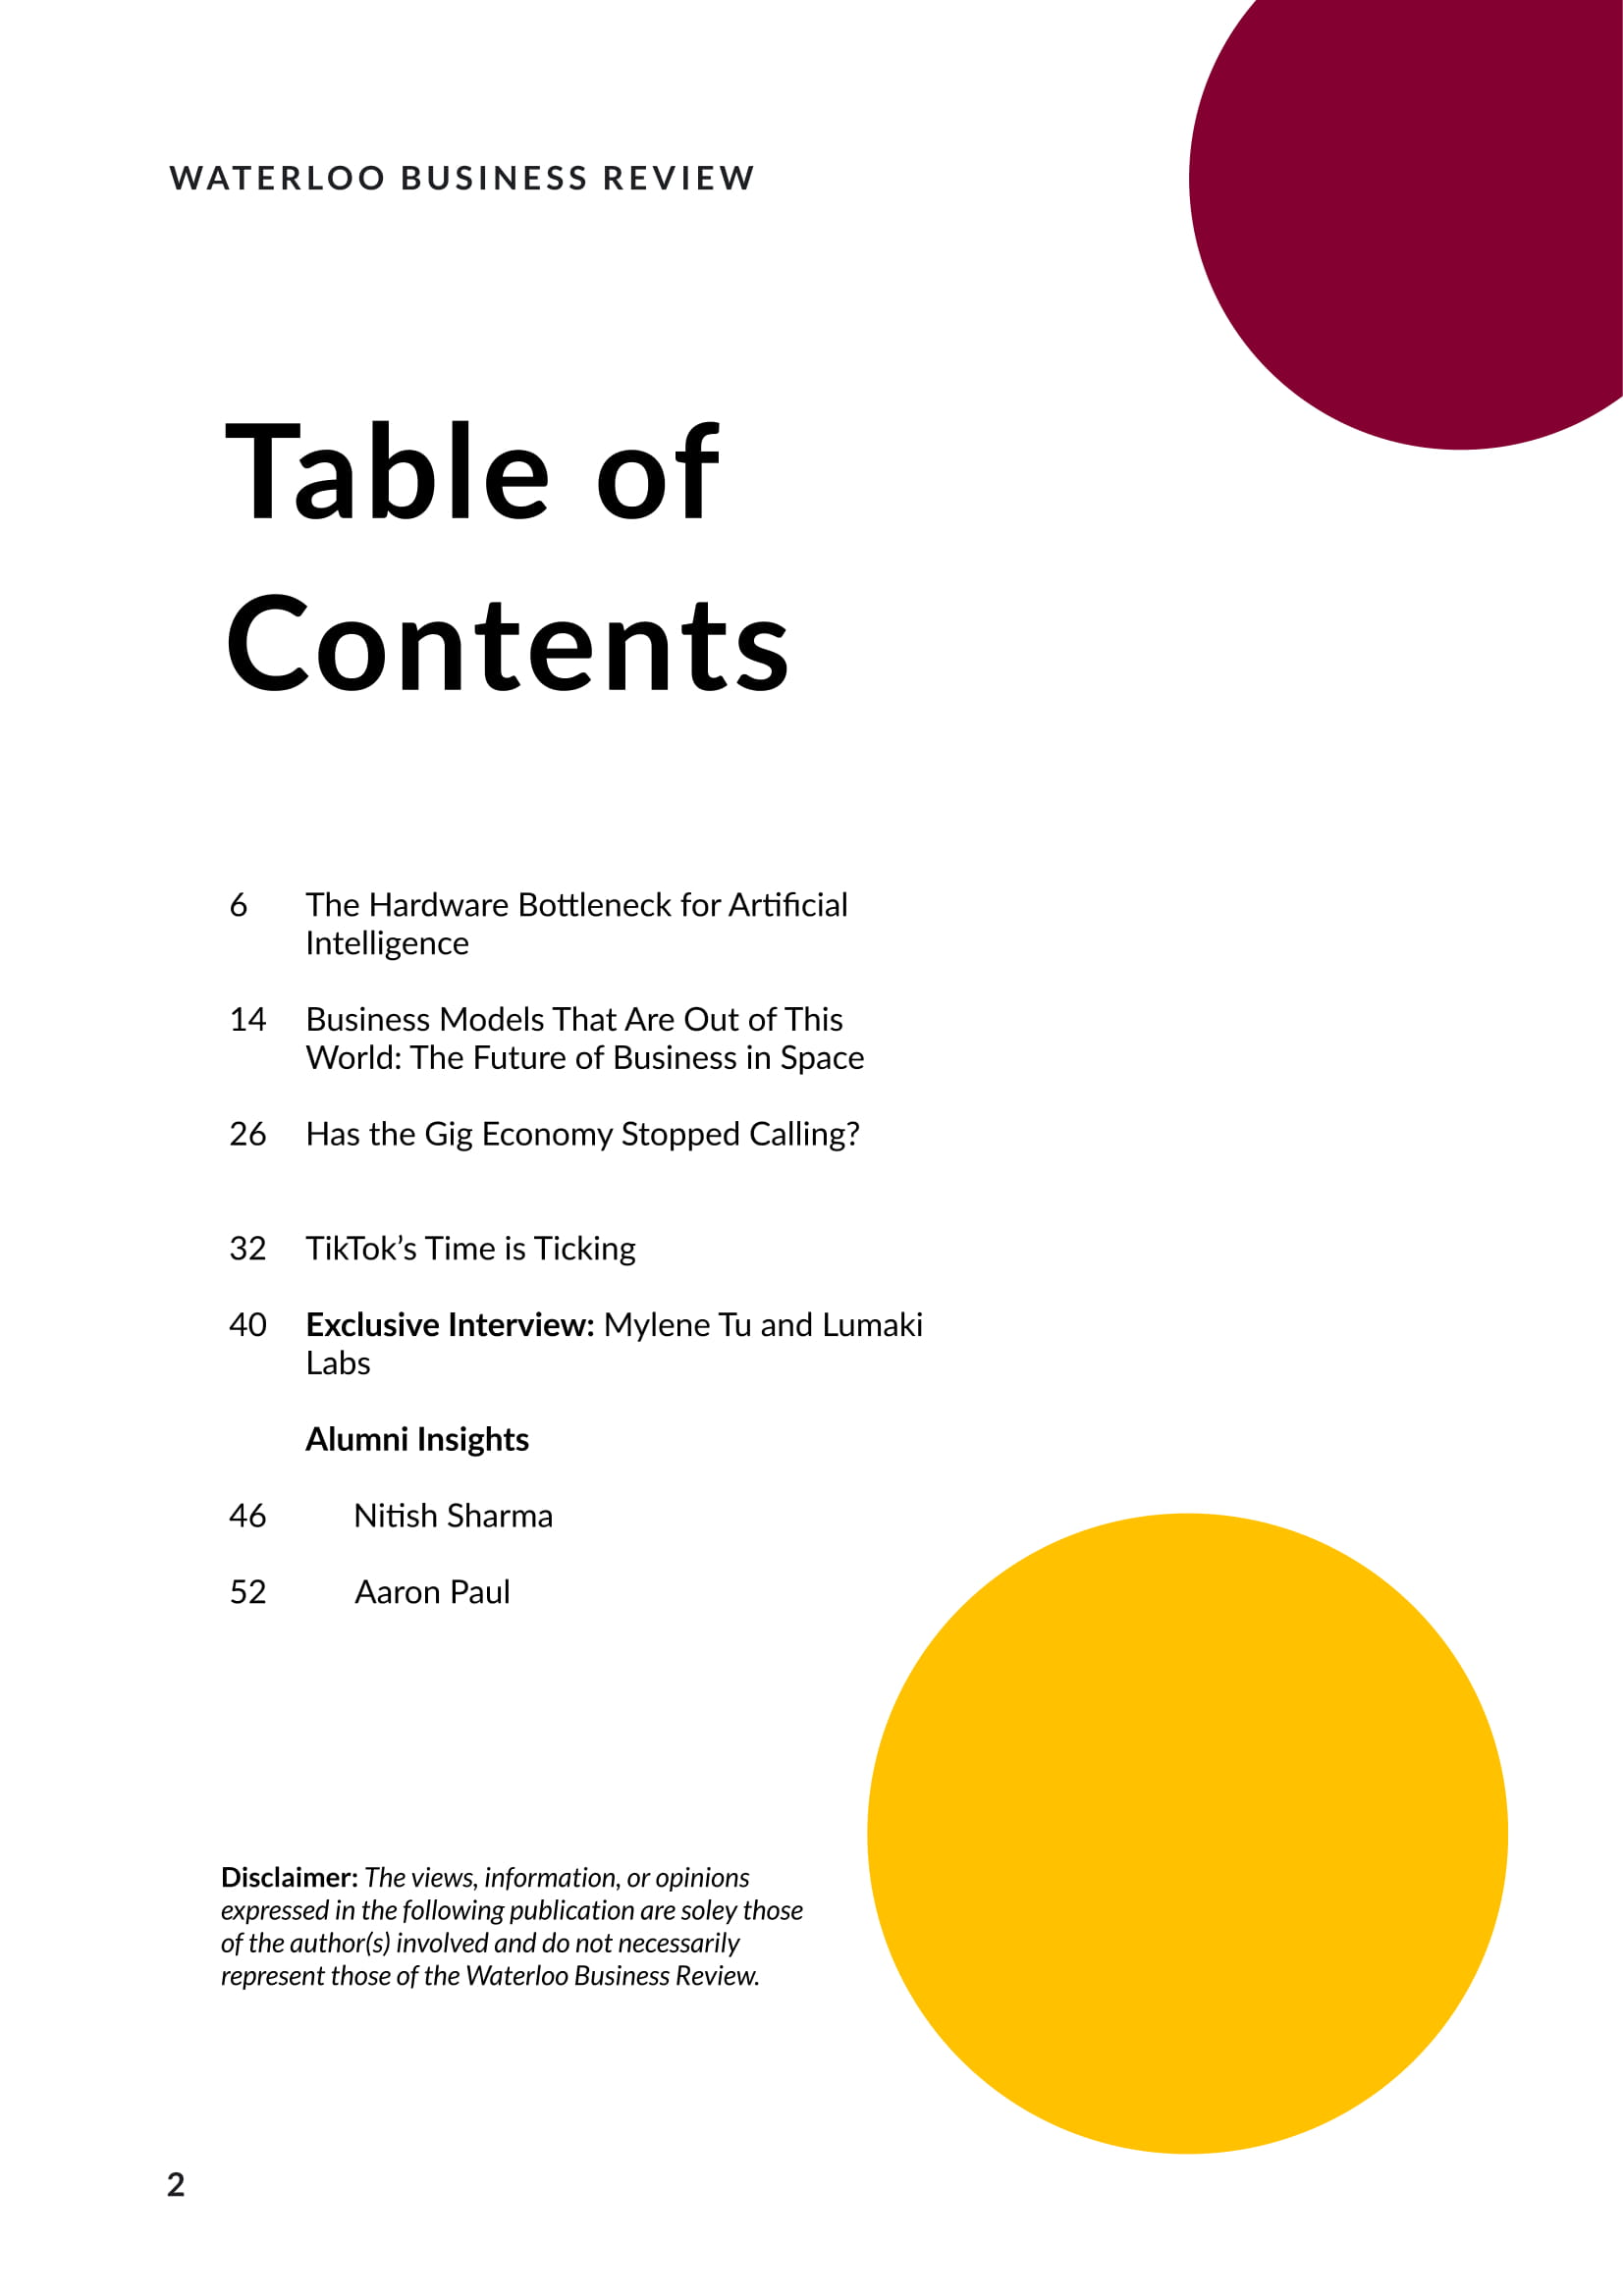 WATERLOO BUSINESS REVIEW
Table of
Contents
6 The Hardware Bottleneck for Artificial
Intelligence
14 Business Models That Are Out of This
World: The Future of Business in Space
26 Has the Gig Economy Stopped Calling?
32 TikTok’s Time is Ticking
40 Exclusive Interview: Mylene Tu and Lumaki
Labs
Alumni Insights
46 Nitish Sharma
52 Aaron Paul
Disclaimer: The views, information, or opinions
expressed in the following publication are soley those
of the author(s) involved and do not necessarily
represent those of the Waterloo Business Review.
2